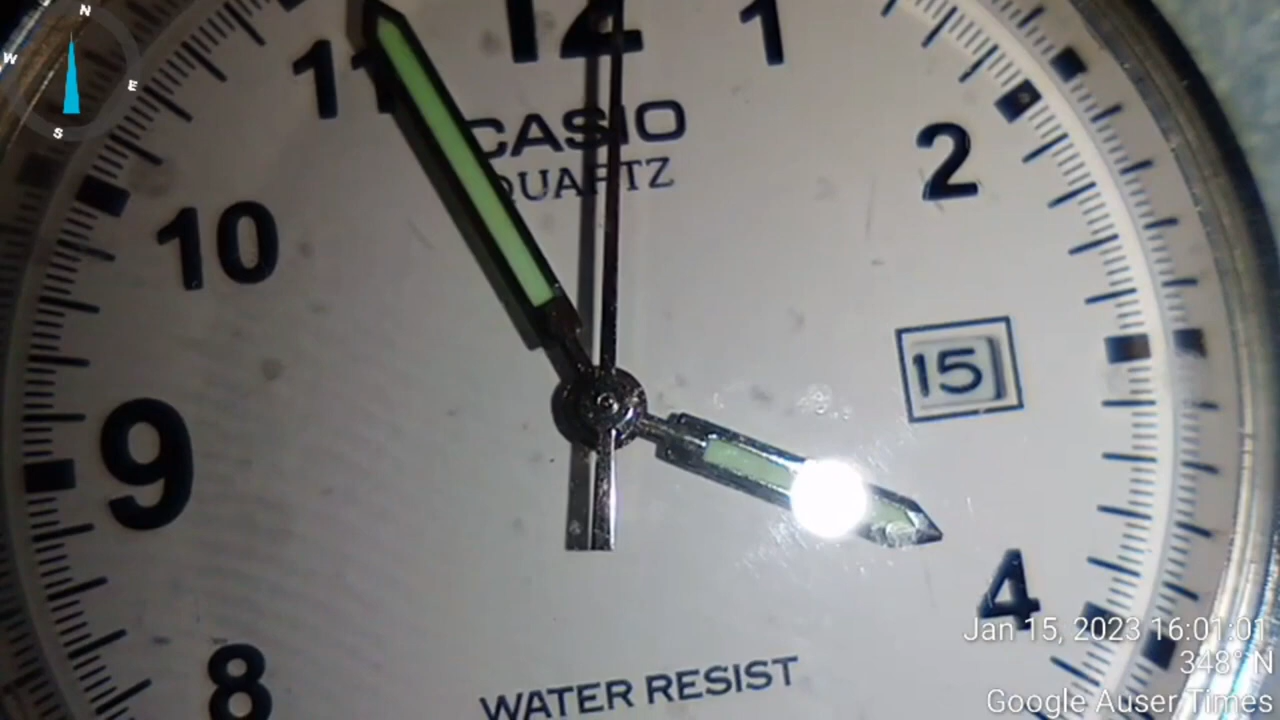 N
W
E
S
12
1
11
CASIO
QUARTZ
2
10
15
9
4
8
WATER RESIST
Jan 15, 2023 16:01:01
348° N
Google Auser Times